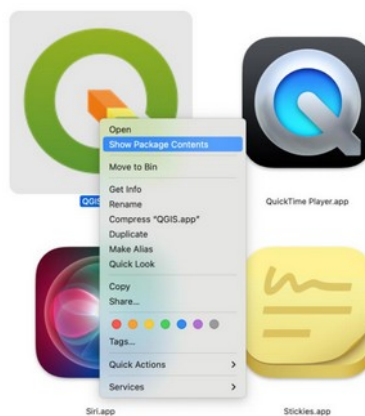 Open
Show Package Contents
Move to Bin
QGIS
Get Info
Rename
QuickTime Player.app
Compress "QGIS.app"
Duplicate
Make Alias
Quick Look
Copy
Share...
Tags...
Quick Actions
Services
Siri.app
Stickies.app